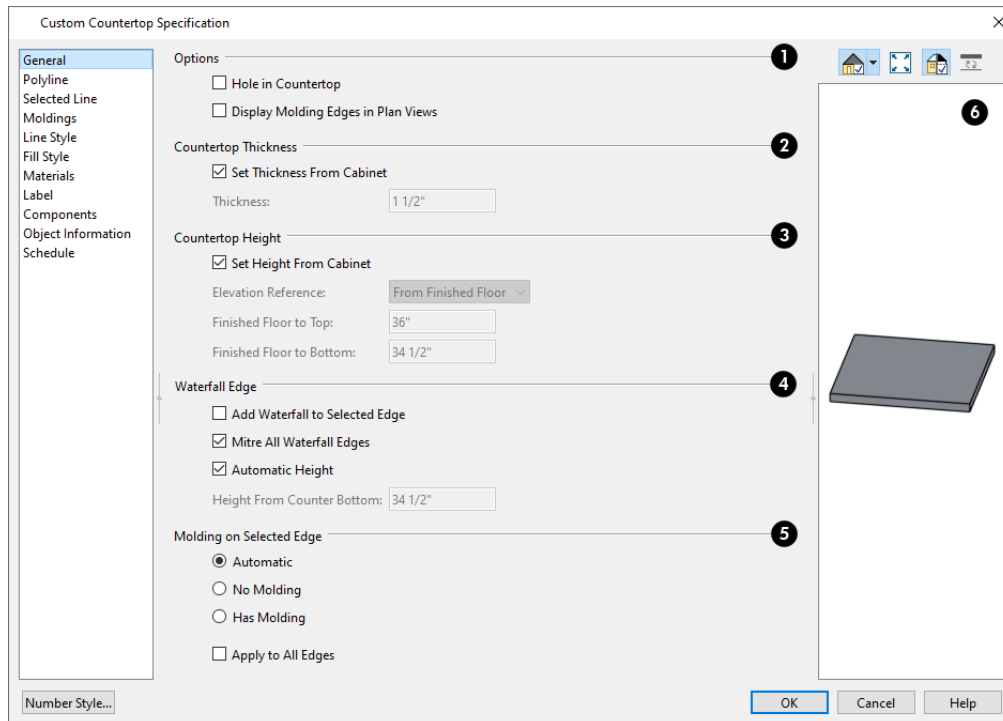 Custom Countertop Specification
General
Polyline
Selected Line
Moldings
Line Style
Fill Style
Materials
Label
Components
Object Information
Schedule
Options 1
Hole in Countertop
Display Molding Edges in Plan Views
Countertop Thickness 2
Set Thickness From Cabinet
Thickness: 1 1/2"
Countertop Height 3
Set Height From Cabinet
Elevation Reference: From Finished Floor
Finished Floor to Top: 36"
Finished Floor to Bottom: 34 1/2"
Waterfall Edge 4
Add Waterfall to Selected Edge
Mitre All Waterfall Edges
Automatic Height
Height From Counter Bottom: 34 1/2"
Molding on Selected Edge 5
Automatic
No Molding
Has Molding
Apply to All Edges
6
Number Style...
OK
Cancel
Help